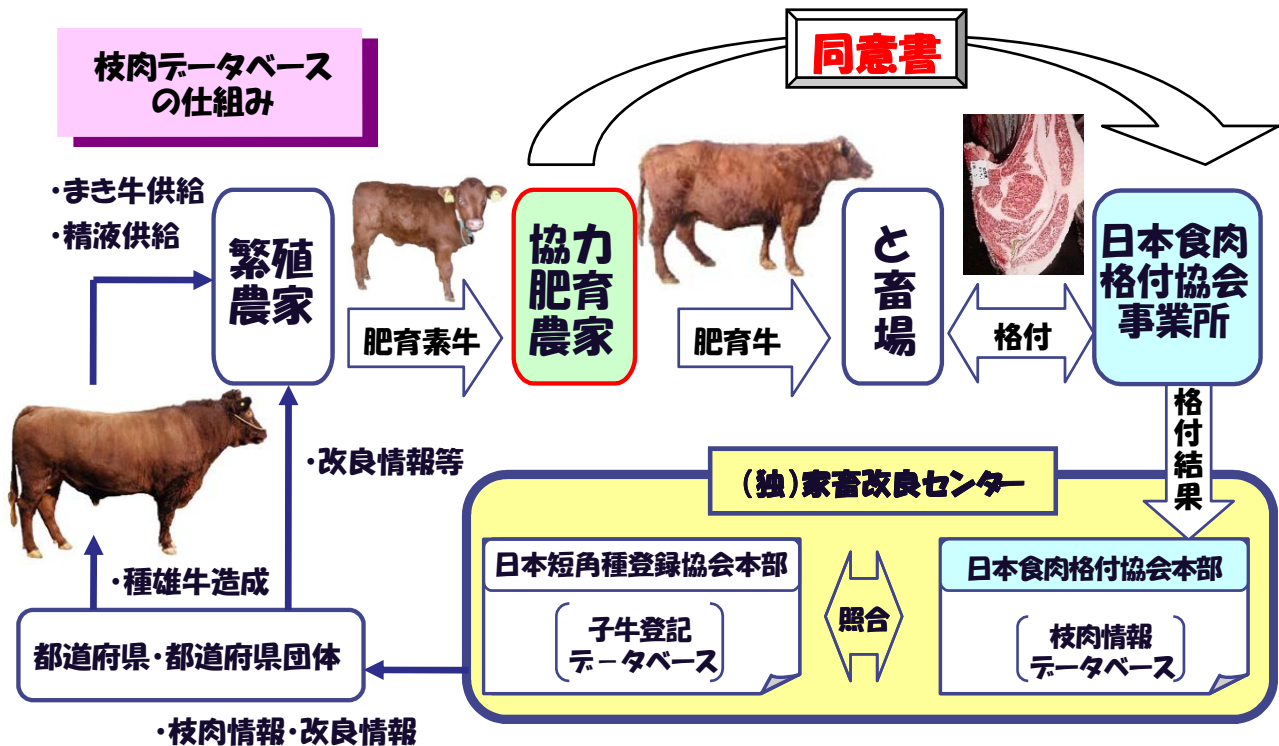 枝肉データベース
の仕組み
同意書
・まき牛供給
・精液供給
繁殖
農家
肥育素牛
協力
肥育
農家
肥育牛
と
畜
場
格付
日本食肉
格付協会
事業所
格付結果
・改良情報等
・種雄牛造成
都道府県・都道府県団体
・枝肉情報・改良情報
(独)家畜改良センター
日本短角種登録協会本部
子牛登記
データベース
照合
日本食肉格付協会本部
枝肉情報
データベース